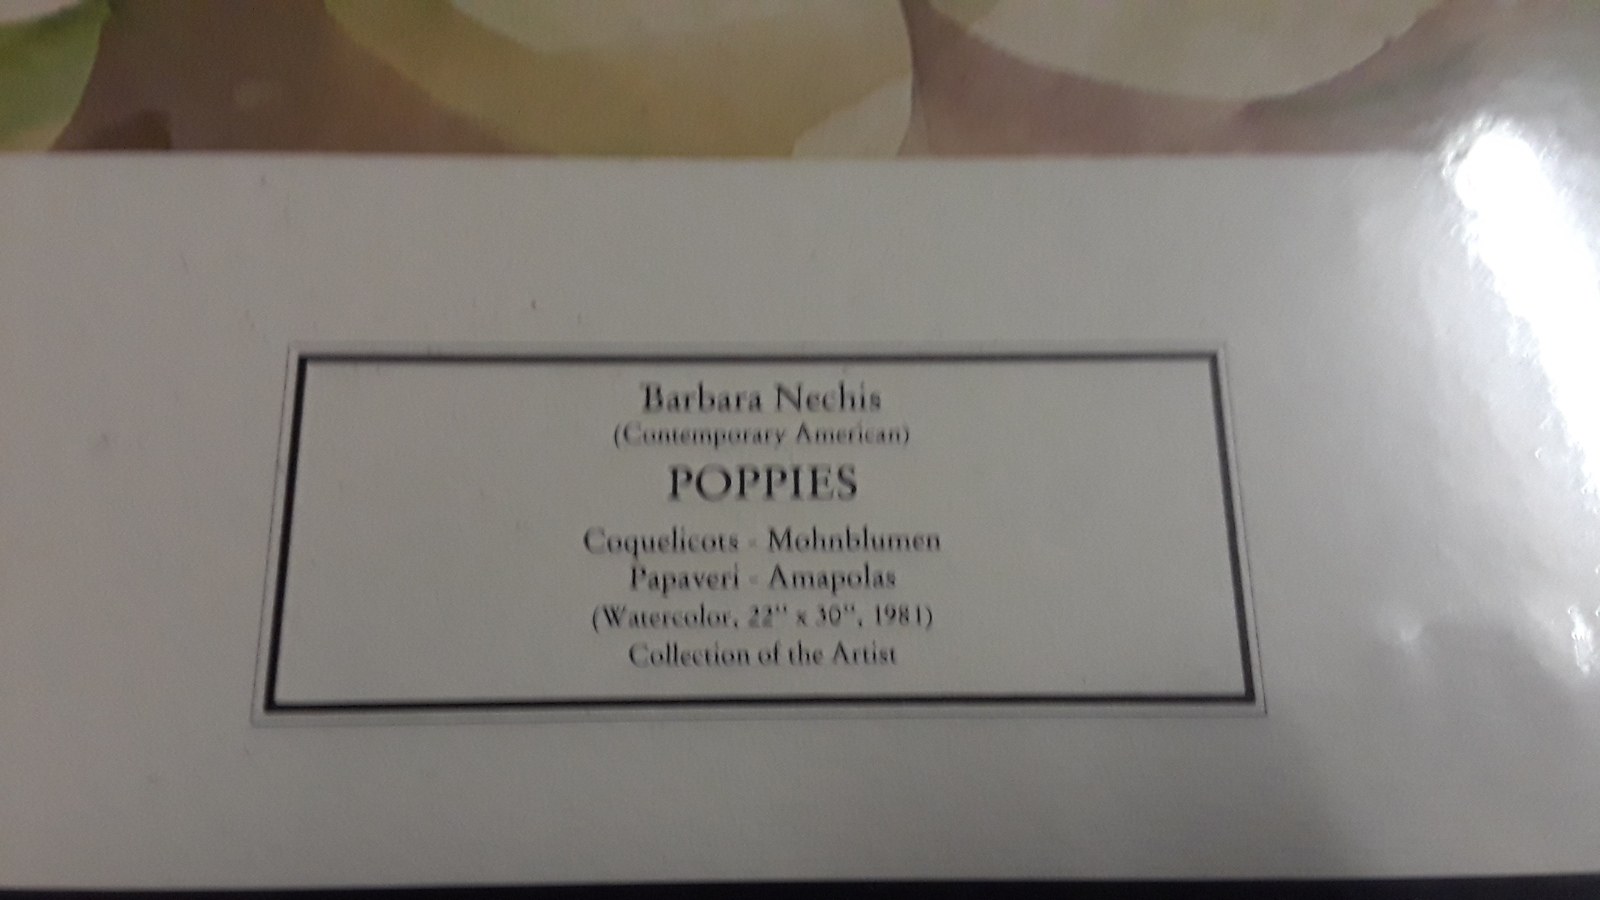 Barbara Nechis
(Contemporary American)
POPPIES
Coquelicots - Mohnblumen
Papaveri - Amapolas
(Watercolor, 22" x 30", 1981)
Collection of the Artist